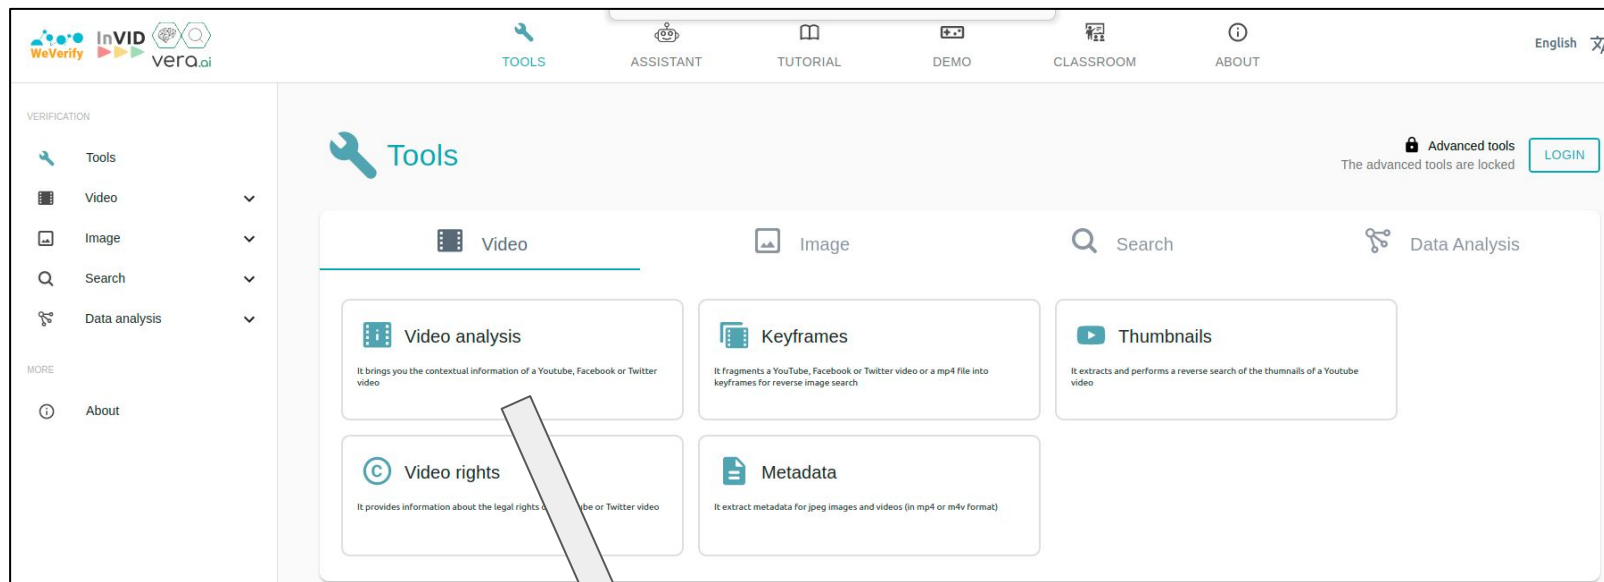 WeVerify
InVID
vera.ai
TOOLS
ASSISTANT
TUTORIAL
DEMO
CLASSROOM
ABOUT
English
VERIFICATION
Tools
Video
Image
Search
Data analysis
MORE
About
Tools
Advanced tools
The advanced tools are locked
LOGIN
Video
Image
Search
Data Analysis
Video analysis
It brings you the contextual information of a Youtube, Facebook or Twitter
video
Keyframes
It fragments a YouTube, Facebook or Twitter video or a mp4 file into
keyframes for reverse image search
Thumbnails
It extracts and performs a reverse search of the thumnails of a Youtube
video
Video rights
It provides information about the legal rights or Twitter video
Metadata
It extract metadata for jpeg images and videos (in mp4 or m4v format)